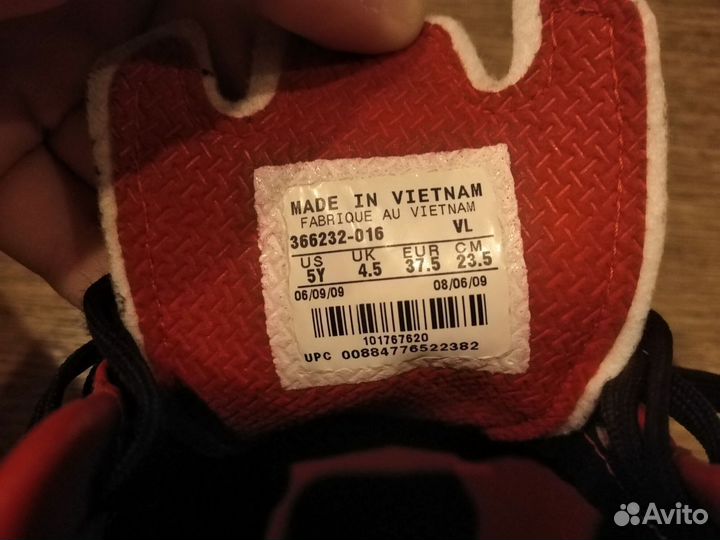 MADE IN VIETNAM
FABRIQUE AU VIETNAM
366232-016 VL
US UK EUR CM
5Y 4.5 37.5 23.5
06/09/09 08/06/09
101767620
UPC 00884776522382
Avito